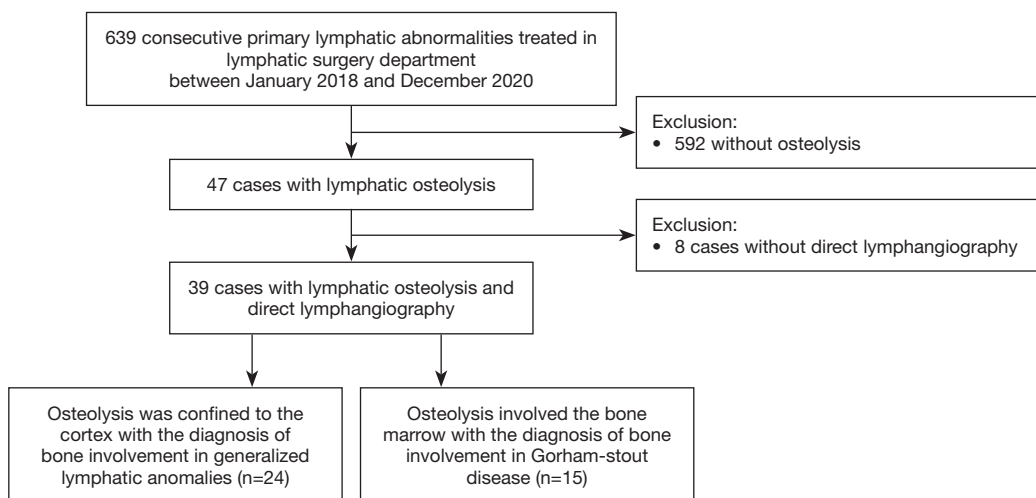 639 consecutive primary lymphatic abnormalities treated in
lymphatic surgery department
between January 2018 and December 2020
Exclusion:
• 592 without osteolysis
47 cases with lymphatic osteolysis
Exclusion:
• 8 cases without direct lymphangiography
39 cases with lymphatic osteolysis and
direct lymphangiography
Osteolysis was confined to the
cortex with the diagnosis of
bone involvement in generalized
lymphatic anomalies (n=24)
Osteolysis involved the bone
marrow with the diagnosis of bone
involvement in Gorham-stout
disease (n=15)